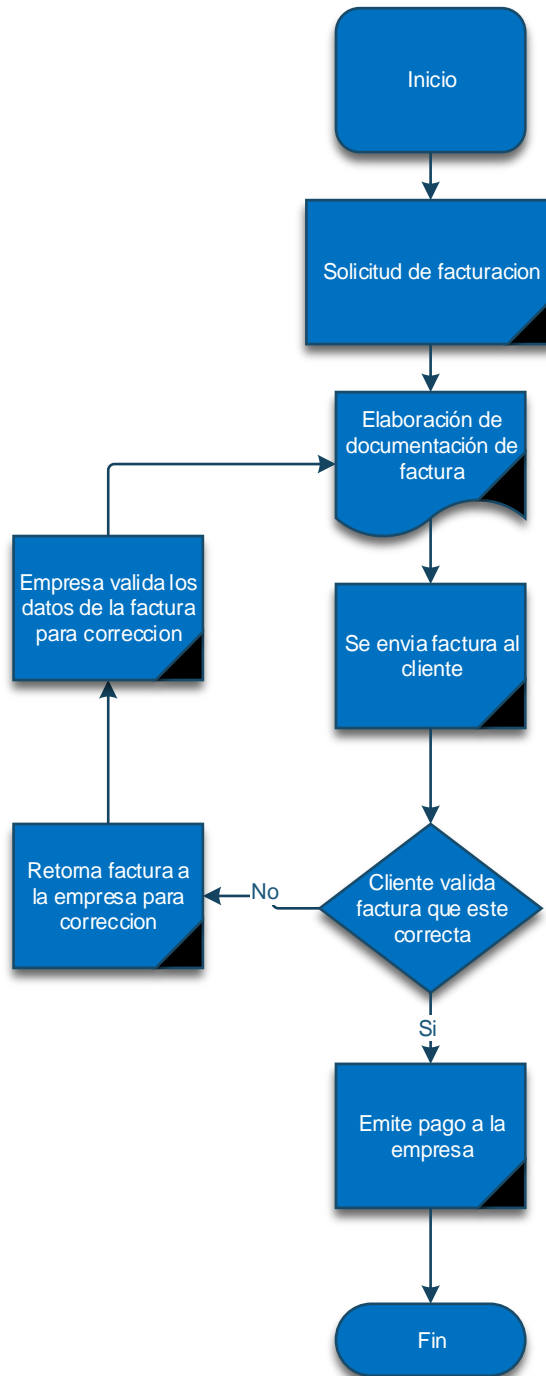 Inicio
Solicitud de facturacion
Elaboración de
documentación de
factura
Empresa valida los
datos de la factura
para correccion
Se envia factura al
cliente
Retorna factura a
la empresa para
correccion
No
Cliente valida
factura que este
correcta
Si
Emite pago a la
empresa
Fin